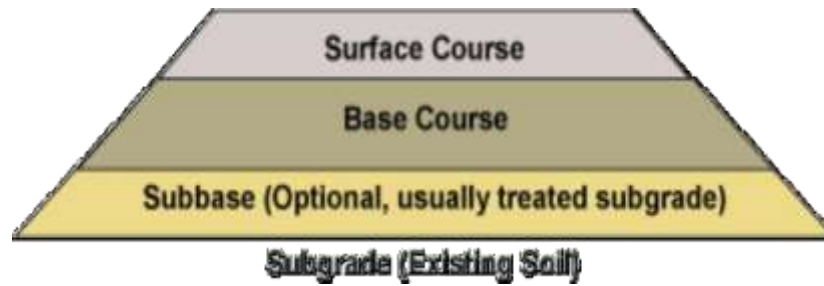 Surface Course
Base Course
Subbase (Optional, usually treated subgrade)
Subgrade (Existing Soil)